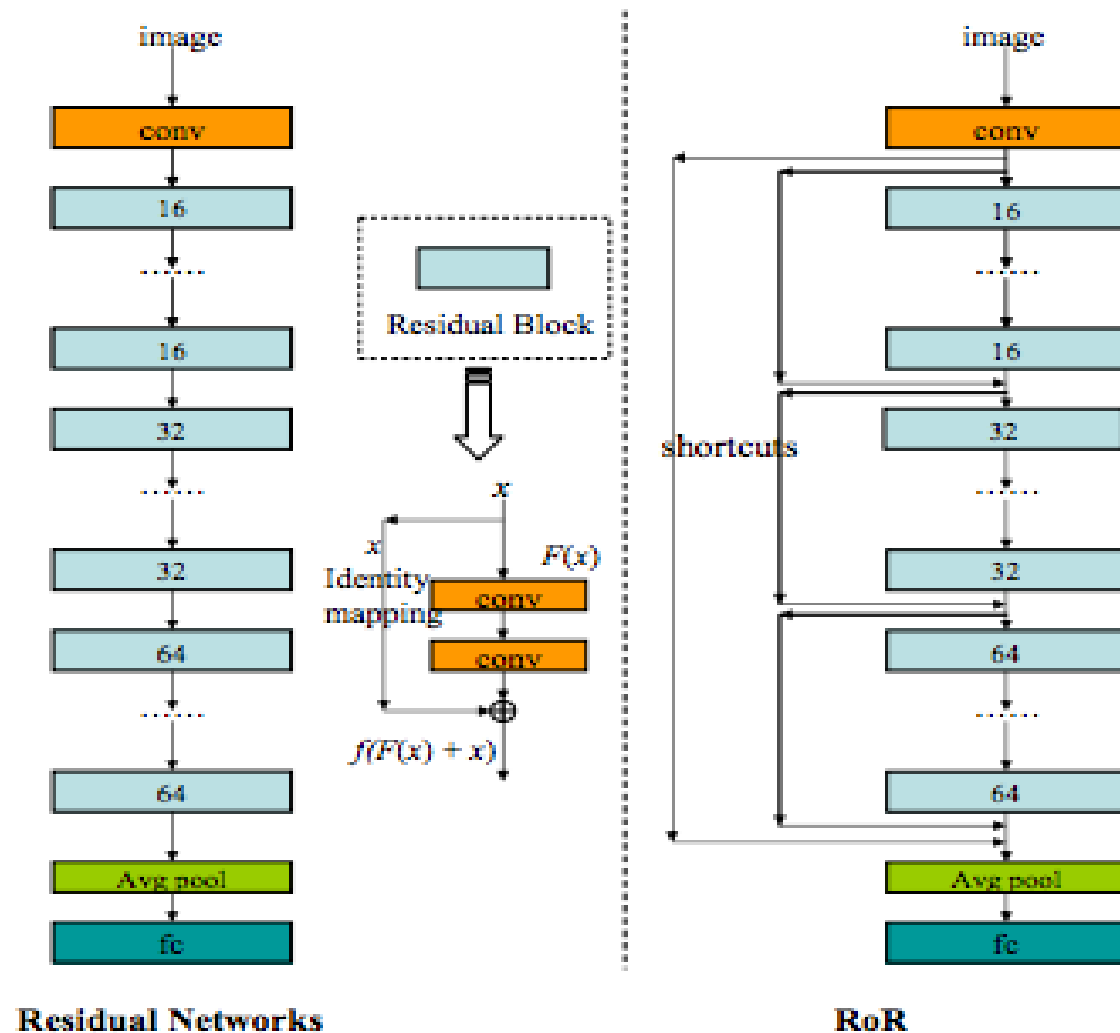 image
conv
16
........
16
32
........
32
64
........
64
Avg pool
fc
Residual Networks
Residual Block
x
x
F(x)
Identity
mapping
conv
conv
f(F(x) + x)
image
conv
16
........
16
shortcuts
32
........
32
64
........
64
Avg pool
fc
RoR